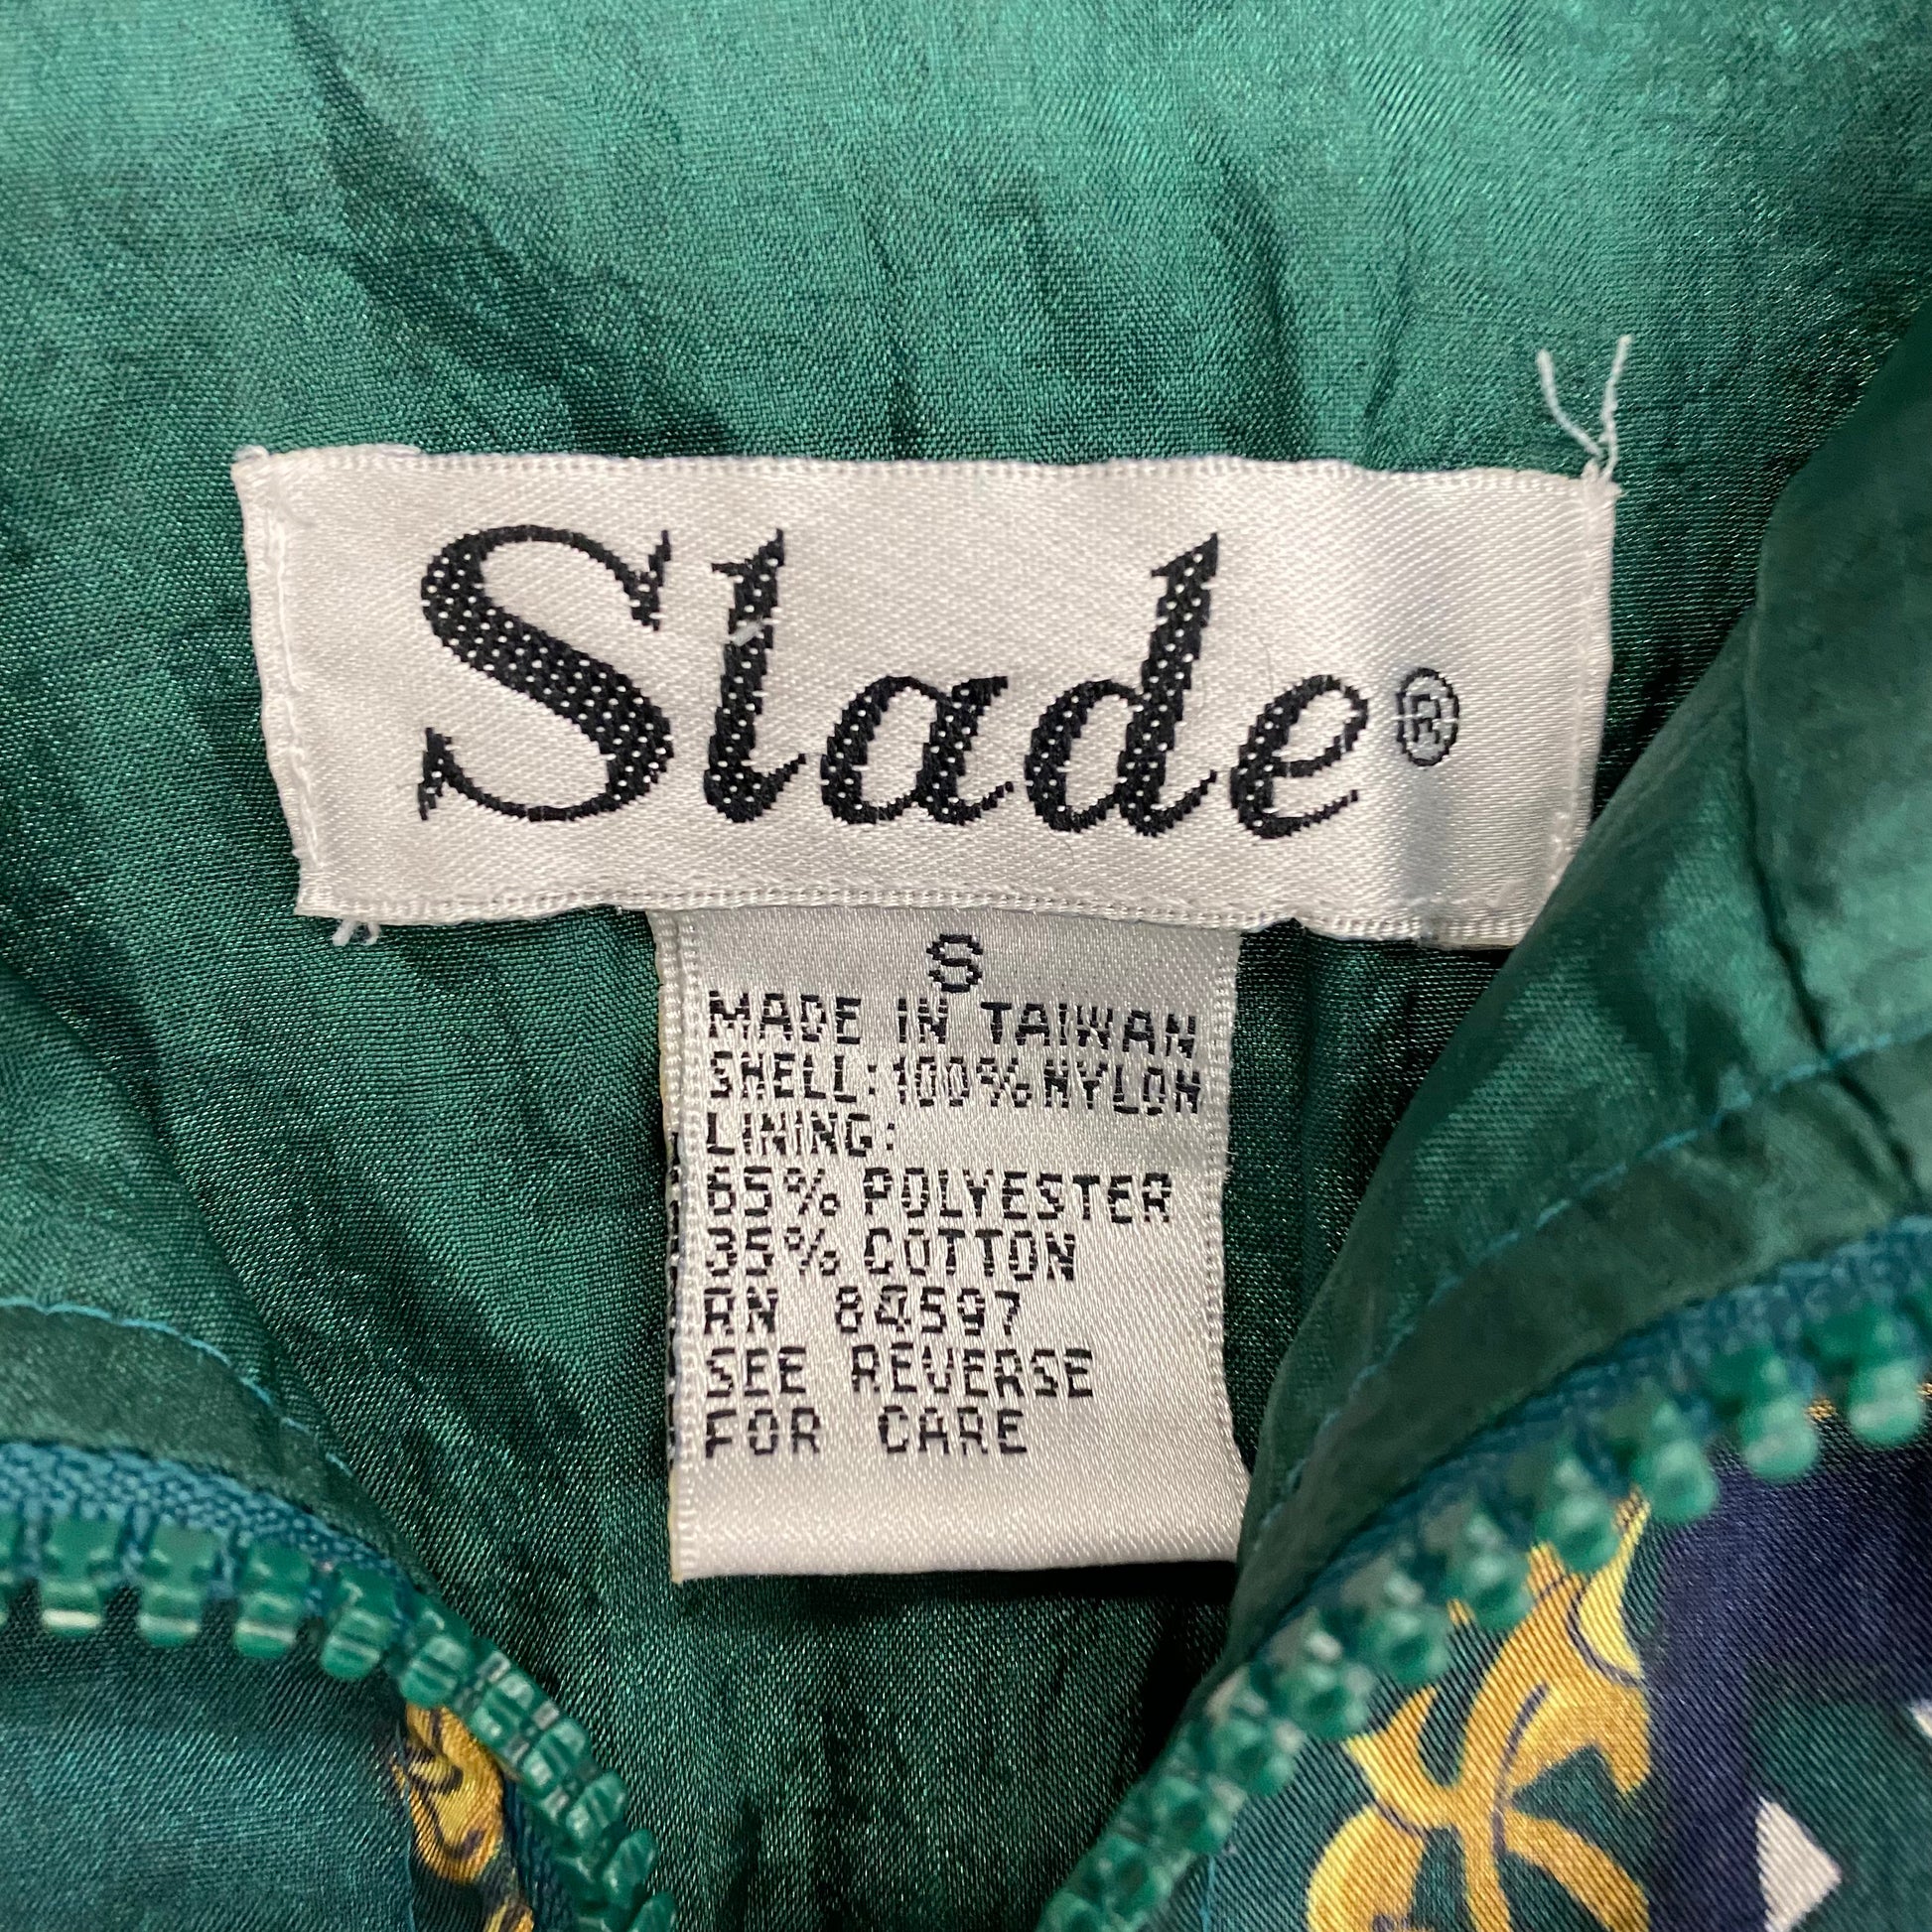 Slade®
S
MADE IN TAIWAN
SHELL: 100% NYLON
LINING:
65% POLYESTER
35% COTTON
RN 84597
SEE REVERSE
FOR CARE